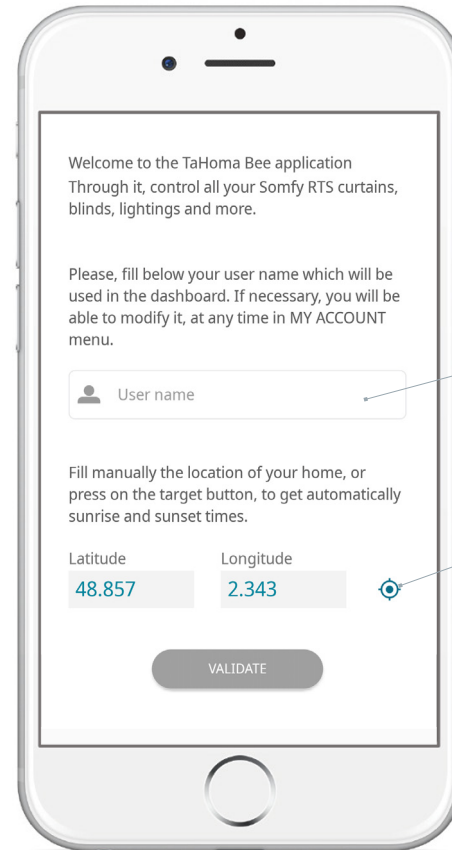 Welcome to the TaHoma Bee application
Through it, control all your Somfy RTS curtains,
blinds, lightings and more.
Please, fill below your user name which will be
used in the dashboard. If necessary, you will be
able to modify it, at any time in MY ACCOUNT
menu.
User name
Fill manually the location of your home, or
press on the target button, to get automatically
sunrise and sunset times.
Latitude Longitude
48.857 2.343
VALIDATE